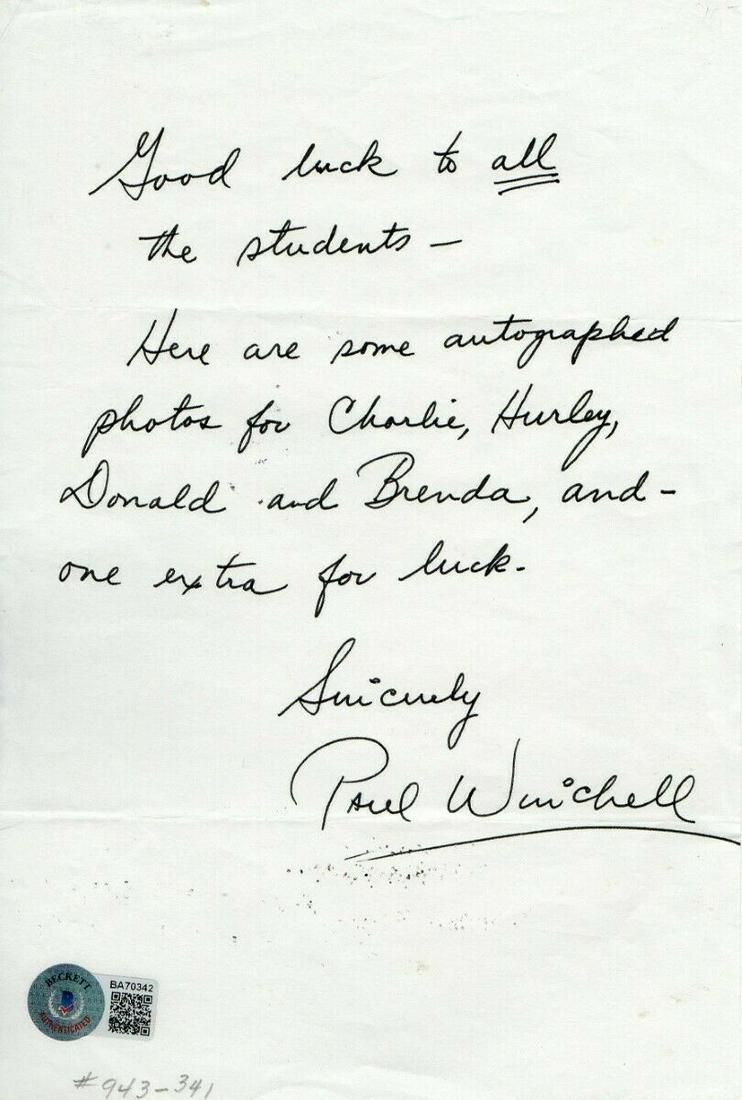 Good luck to all
the students —
Here are some autographed
photos for Charlie, Hurley,
Donald and Brenda, and -
one extra for luck.
Sincerely
Paul Winchell
BECKETT
AUTHENTICATED
BA70342
#943-341